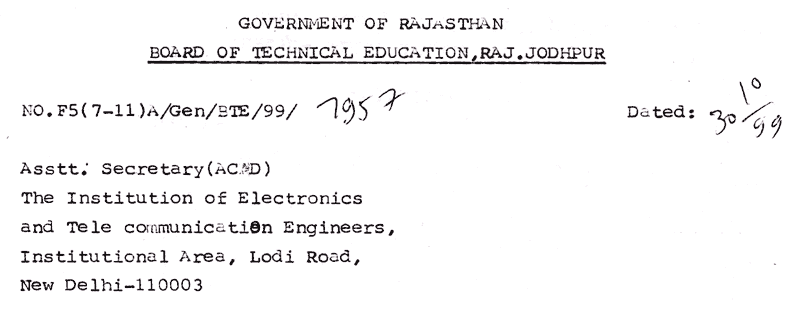 GOVERNMENT OF RAJASTHAN
BOARD OF TECHNICAL EDUCATION,RAJ.JODHPUR
NO.F5(7-11)A/Gen/BTE/99/ 7957 Dated: 30/10/99
Asstt. Secretary(ACAD)
The Institution of Electronics
and Tele communication Engineers,
Institutional Area, Lodi Road,
New Delhi-110003